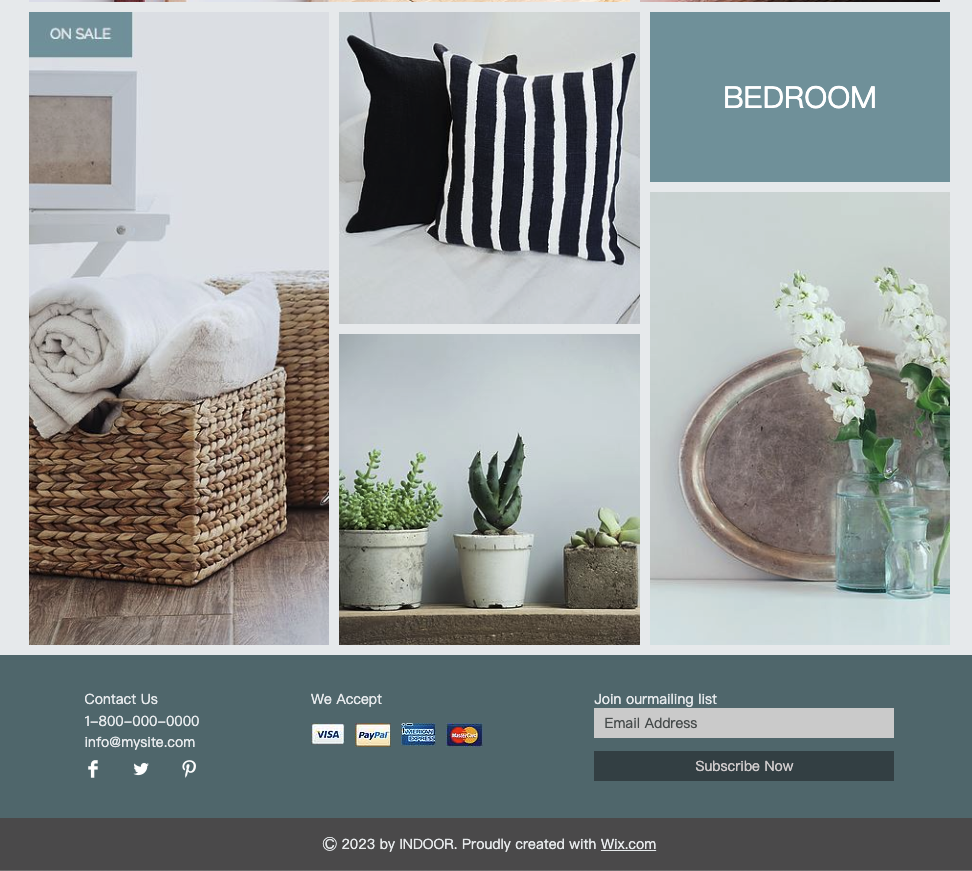 ON SALE
BEDROOM
Contact Us
1-800-000-0000
info@mysite.com
We Accept
VISA
PayPal
AMERICAN
EXPRESS
MasterCard
Join ourmailing list
Email Address
Subscribe Now
© 2023 by INDOOR. Proudly created with Wix.com